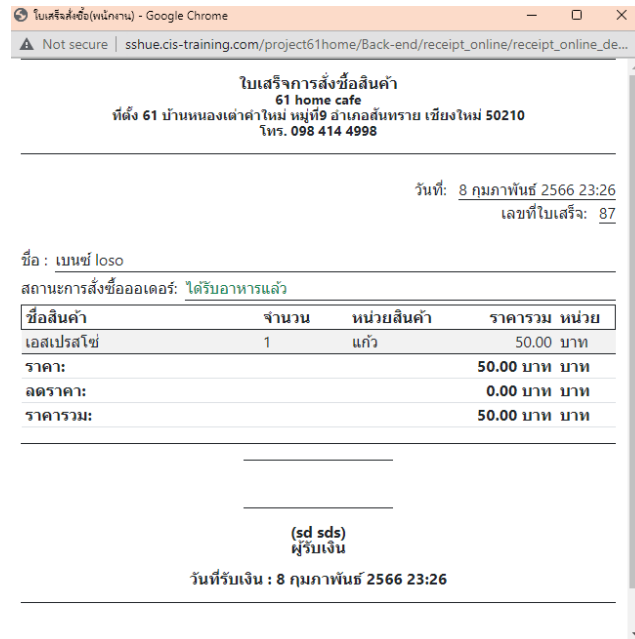 ใบเสร็จสั่งซื้อ(พนักงาน) - Google Chrome
Not secure | sshue.cis-training.com/project61home/Back-end/receipt_online/receipt_online_de...
ใบเสร็จการสั่งซื้อสินค้า
61 home cafe
ที่ตั้ง 61 บ้านหนองเต่าคำใหม่ หมู่ที่9 อำเภอสันทราย เชียงใหม่ 50210
โทร. 098 414 4998
วันที่: 8 กุมภาพันธ์ 2566 23:26
เลขที่ใบเสร็จ: 87
ชื่อ : เบนซ์ loso
สถานะการสั่งซื้อออเดอร์: ได้รับอาหารแล้ว
ชื่อสินค้า จำนวน หน่วยสินค้า ราคารวม หน่วย
เอสเปรสโซ่ 1 แก้ว 50.00 บาท
ราคา: 50.00 บาท บาท
ลดราคา: 0.00 บาท บาท
ราคารวม: 50.00 บาท บาท
(sd sds)
ผู้รับเงิน
วันที่รับเงิน : 8 กุมภาพันธ์ 2566 23:26